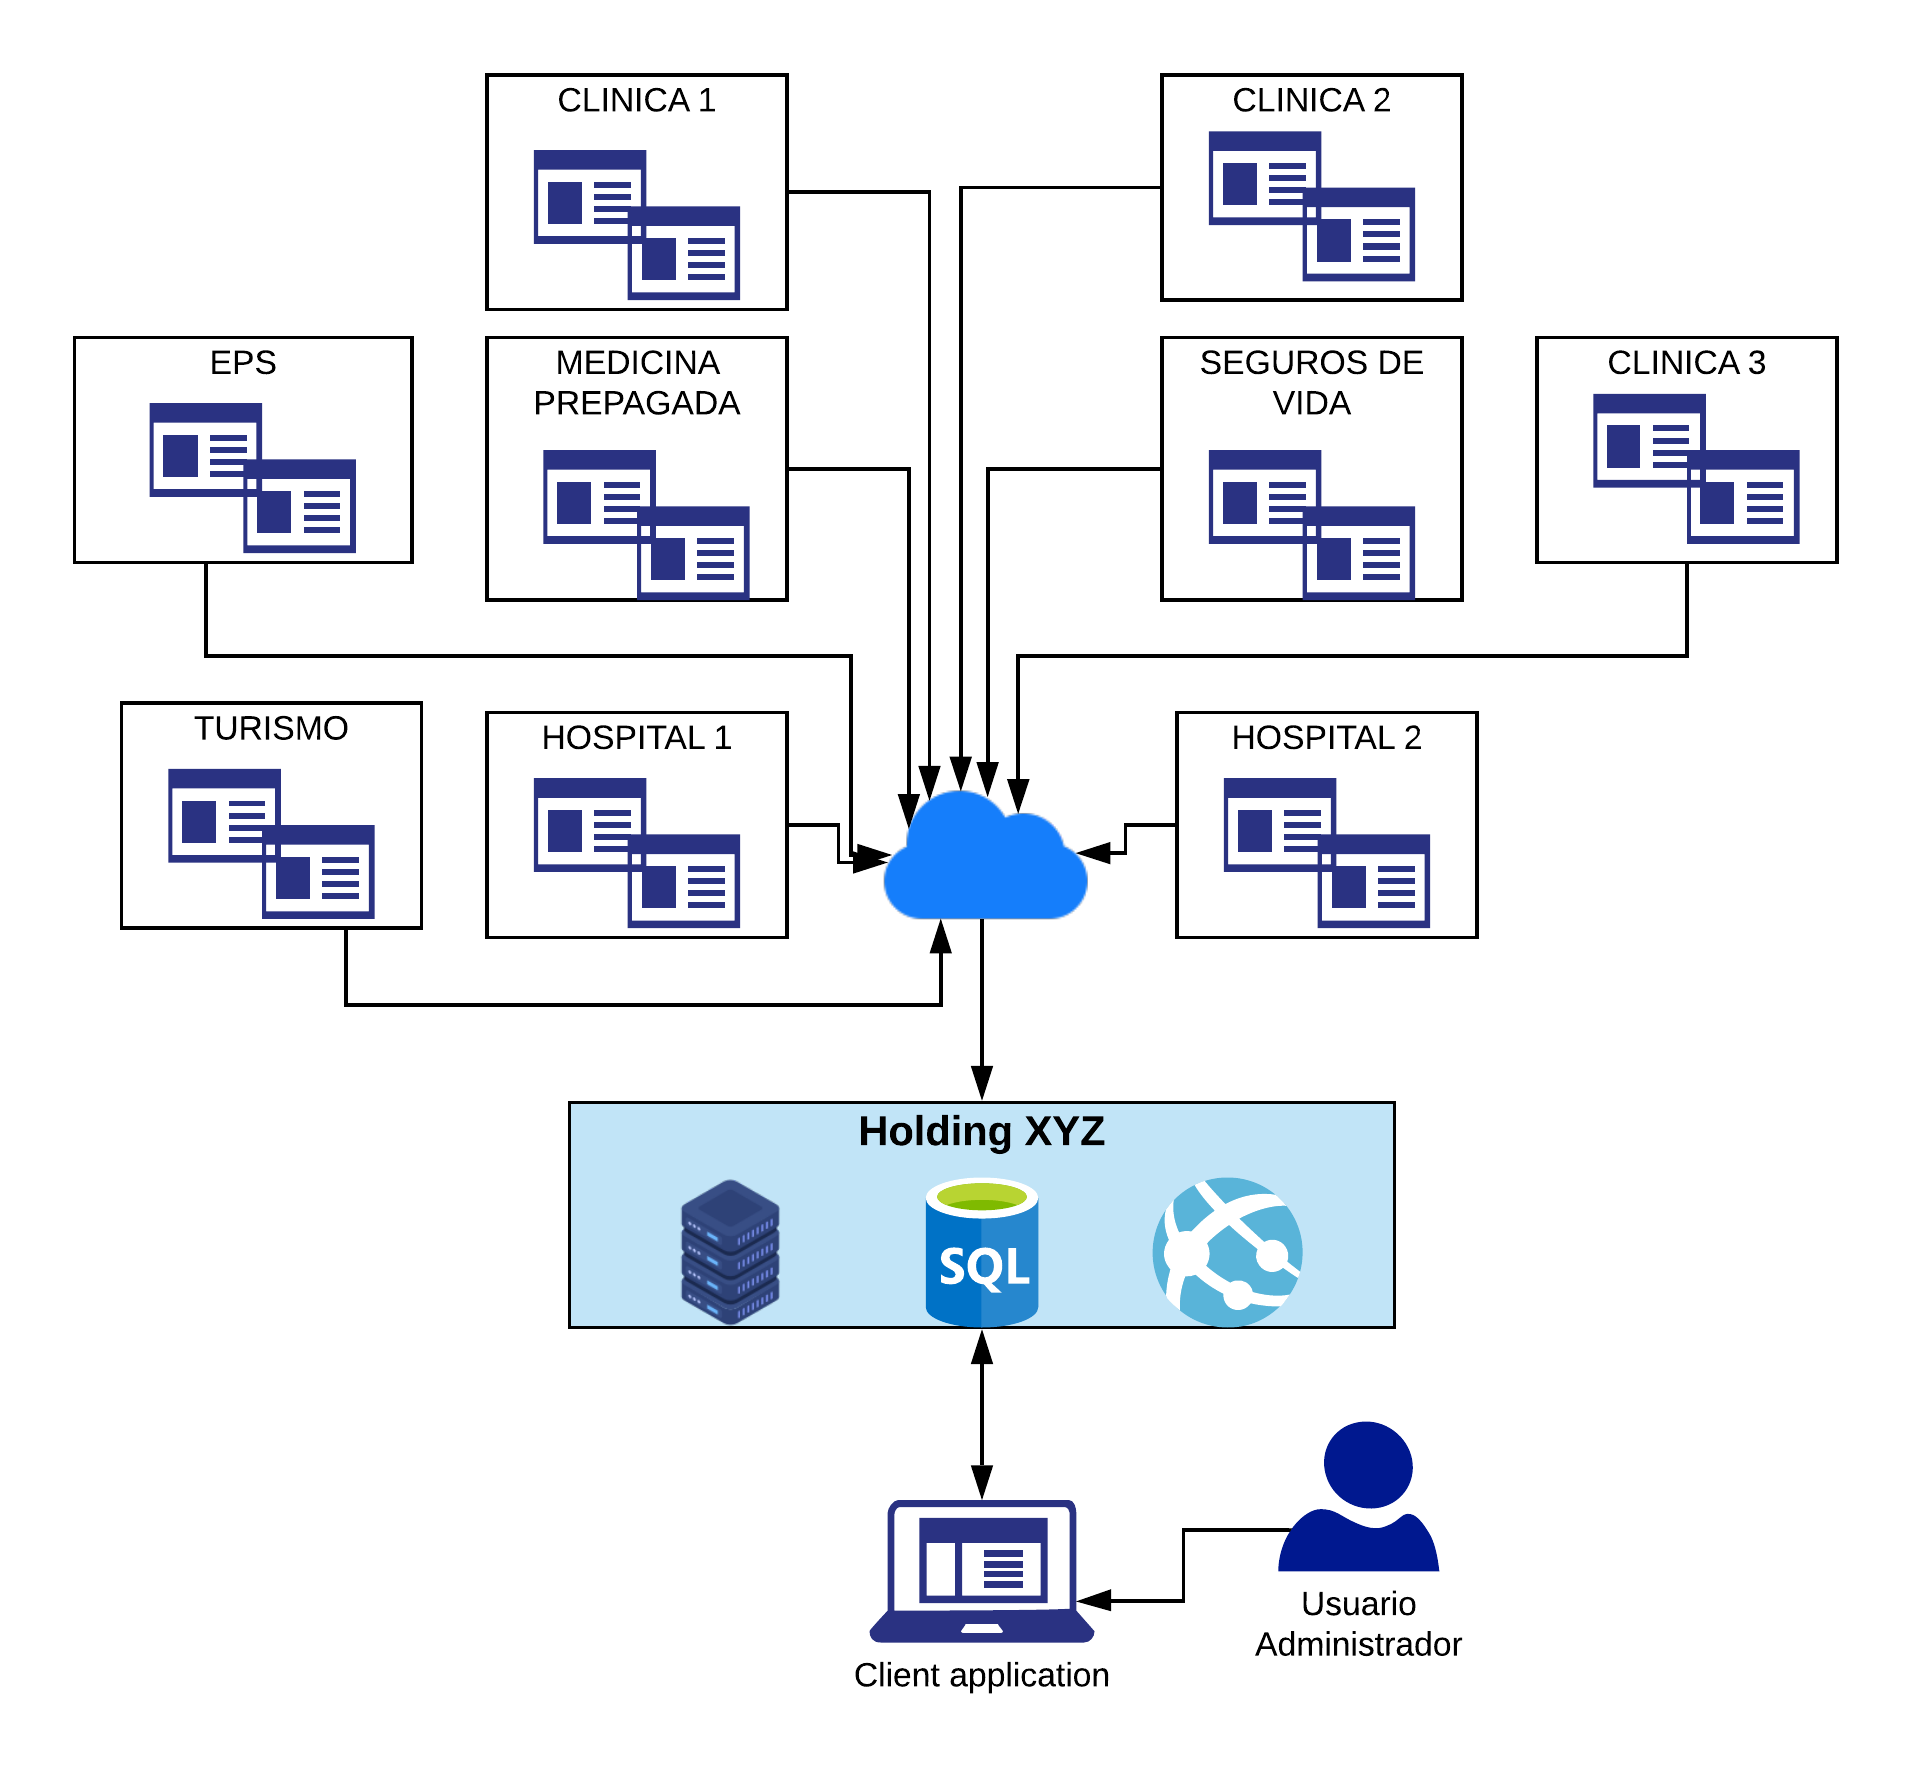 CLINICA 1
CLINICA 2
EPS
MEDICINA
PREPAGADA
SEGUROS DE
VIDA
CLINICA 3
TURISMO
HOSPITAL 1
HOSPITAL 2
Holding XYZ
SQL
Usuario
Administrador
Client application